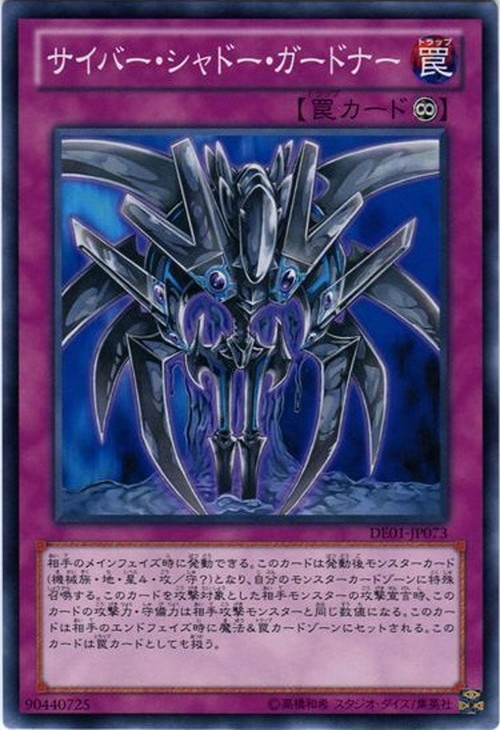 サイバー・シャドー・ガードナー 罠
【罠カード】
DE01-JP073
相手のメインフェイズ時に発動できる。このカードは発動後モンスターカード
(機械族・地・星4・攻／守?)となり、自分のモンスターカードゾーンに特殊
召喚する。このカードを攻撃対象とした相手モンスターの攻撃宣言時、この
カードの攻撃力・守備力は相手攻撃モンスターと同じ数値になる。このカー
ドは相手のエンドフェイズ時に魔法&罠カードゾーンにセットされる。この
カードは罠カードとしても扱う。
90440725
©高橋和希 スタジオ・ダイス/集英社